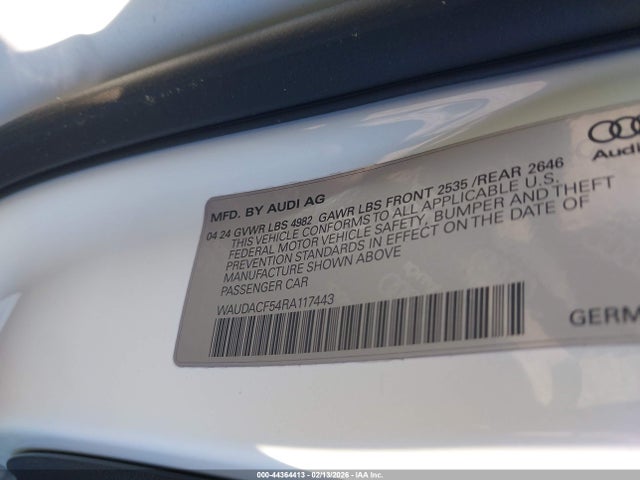 Audi
MFD. BY AUDI AG
04 24 GVWR LBS 4982 GAWR LBS FRONT 2535 /REAR 2646
THIS VEHICLE CONFORMS TO ALL APPLICABLE U.S.
FEDERAL MOTOR VEHICLE SAFETY, BUMPER AND THEFT
PREVENTION STANDARDS IN EFFECT ON THE DATE OF
MANUFACTURE SHOWN ABOVE
PASSENGER CAR
WAUDACF54RA117443
GERM
000-44364413 - 02/13/2026 - IAAI.com